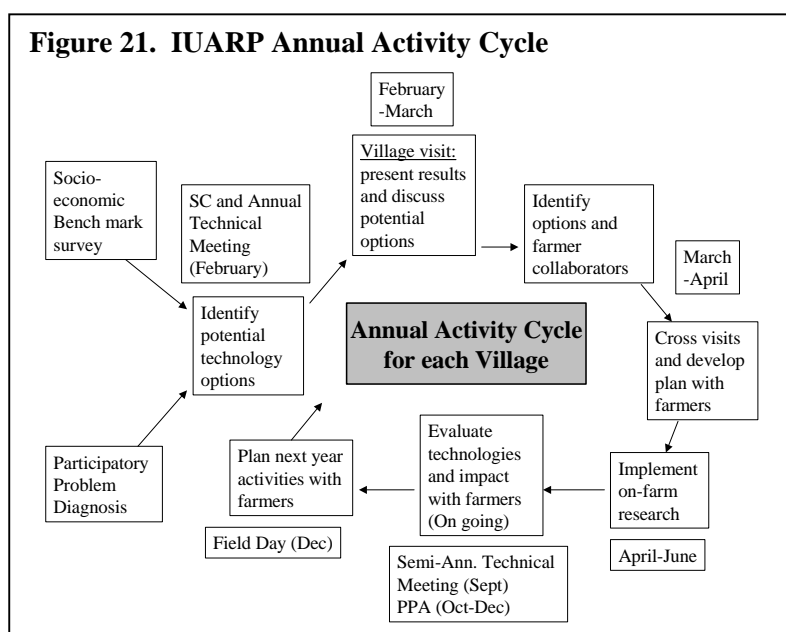 Figure 21. IUARP Annual Activity Cycle
February
-March
Socio-
economic
Bench mark
survey
SC and Annual
Technical
Meeting
(February)
Village visit:
present results
and discuss
potential
options
Identify
options and
farmer
collaborators
March
-April
Identify
potential
technology
options
Annual Activity Cycle
for each Village
Cross visits
and develop
plan with
farmers
Participatory
Problem
Diagnosis
Plan next year
activities with
farmers
Evaluate
technologies
and impact
with farmers
(On going)
Implement
on-farm
research
Field Day (Dec)
Semi-Ann. Technical
Meeting (Sept)
PPA (Oct-Dec)
April-June